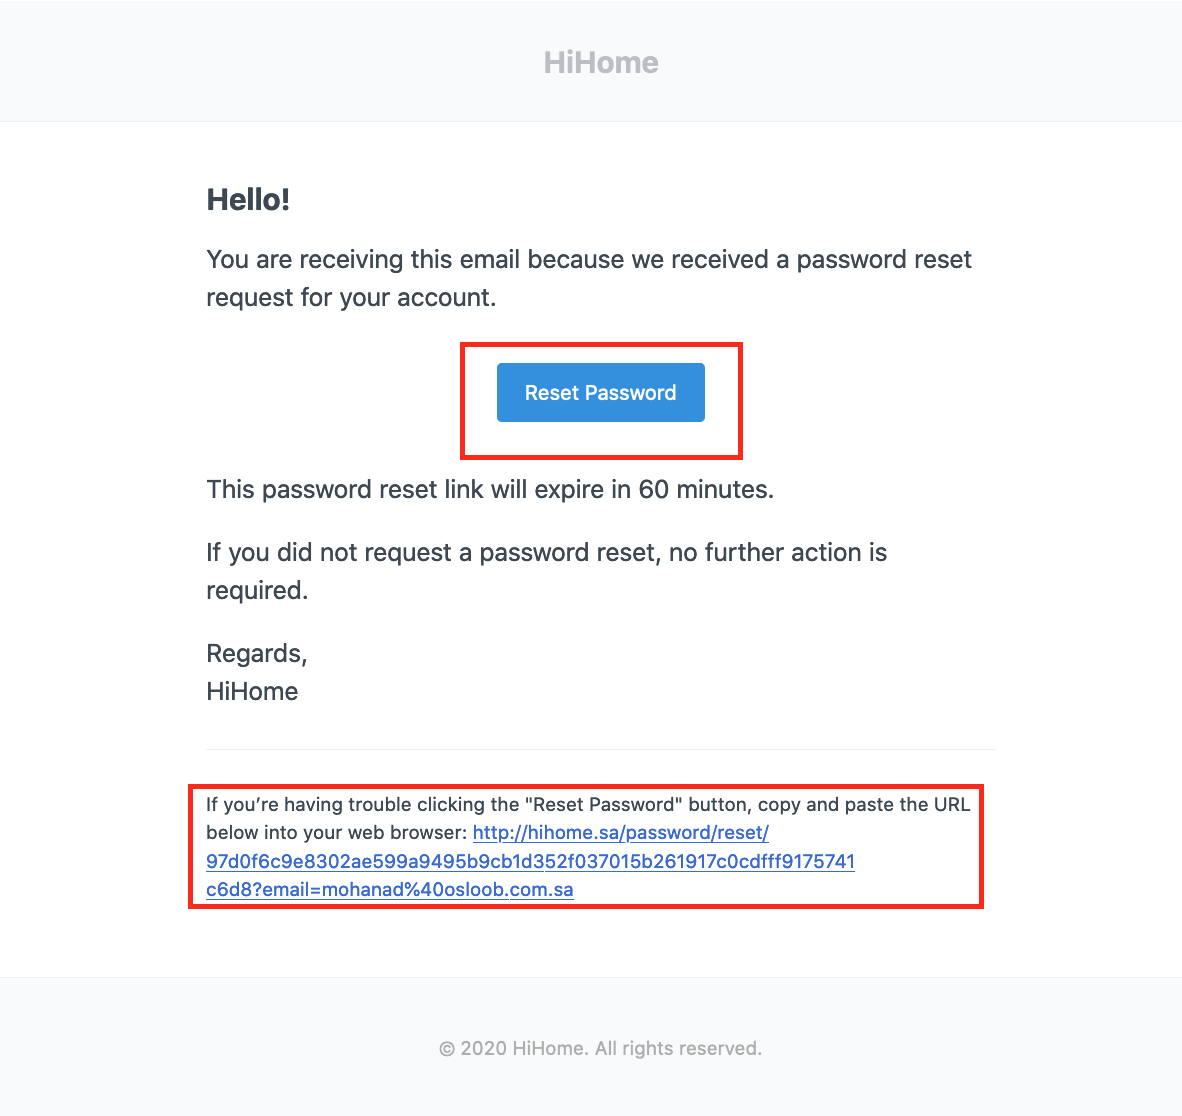 HiHome
Hello!
You are receiving this email because we received a password reset
request for your account.
Reset Password
This password reset link will expire in 60 minutes.
If you did not request a password reset, no further action is
required.
Regards,
HiHome
If you’re having trouble clicking the "Reset Password" button, copy and paste the URL
below into your web browser: http://hihome.sa/password/reset/
97d0f6c9e8302ae599a9495b9cb1d352f037015b261917c0cdfff9175741
c6d8?email=mohanad%40osloob.com.sa
© 2020 HiHome. All rights reserved.